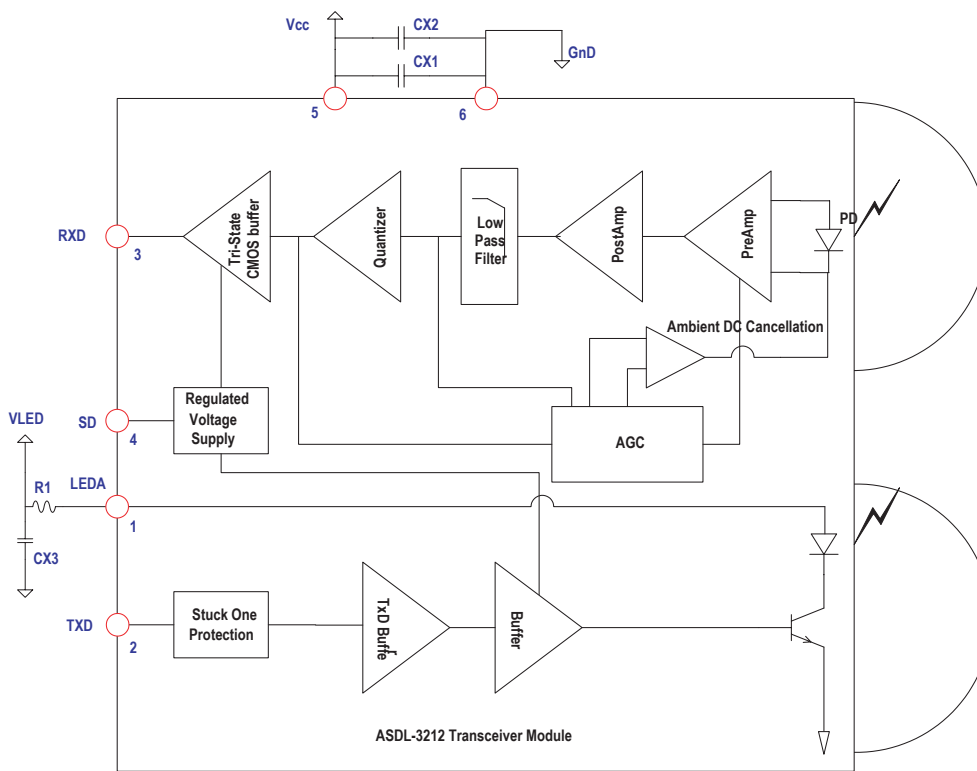 Vcc
CX2
CX1
GnD
5
6
RXD
3
Tri-State
CMOS buffer
Quantizer
Low
Pass
Filter
PostAmp
PreAmp
PD
Ambient DC Cancellation
Regulated
Voltage
Supply
SD
4
AGC
VLED
R1
LEDA
1
CX3
TXD
2
Stuck One
Protection
TxD Buffe
r
Buffer
ASDL-3212 Transceiver Module